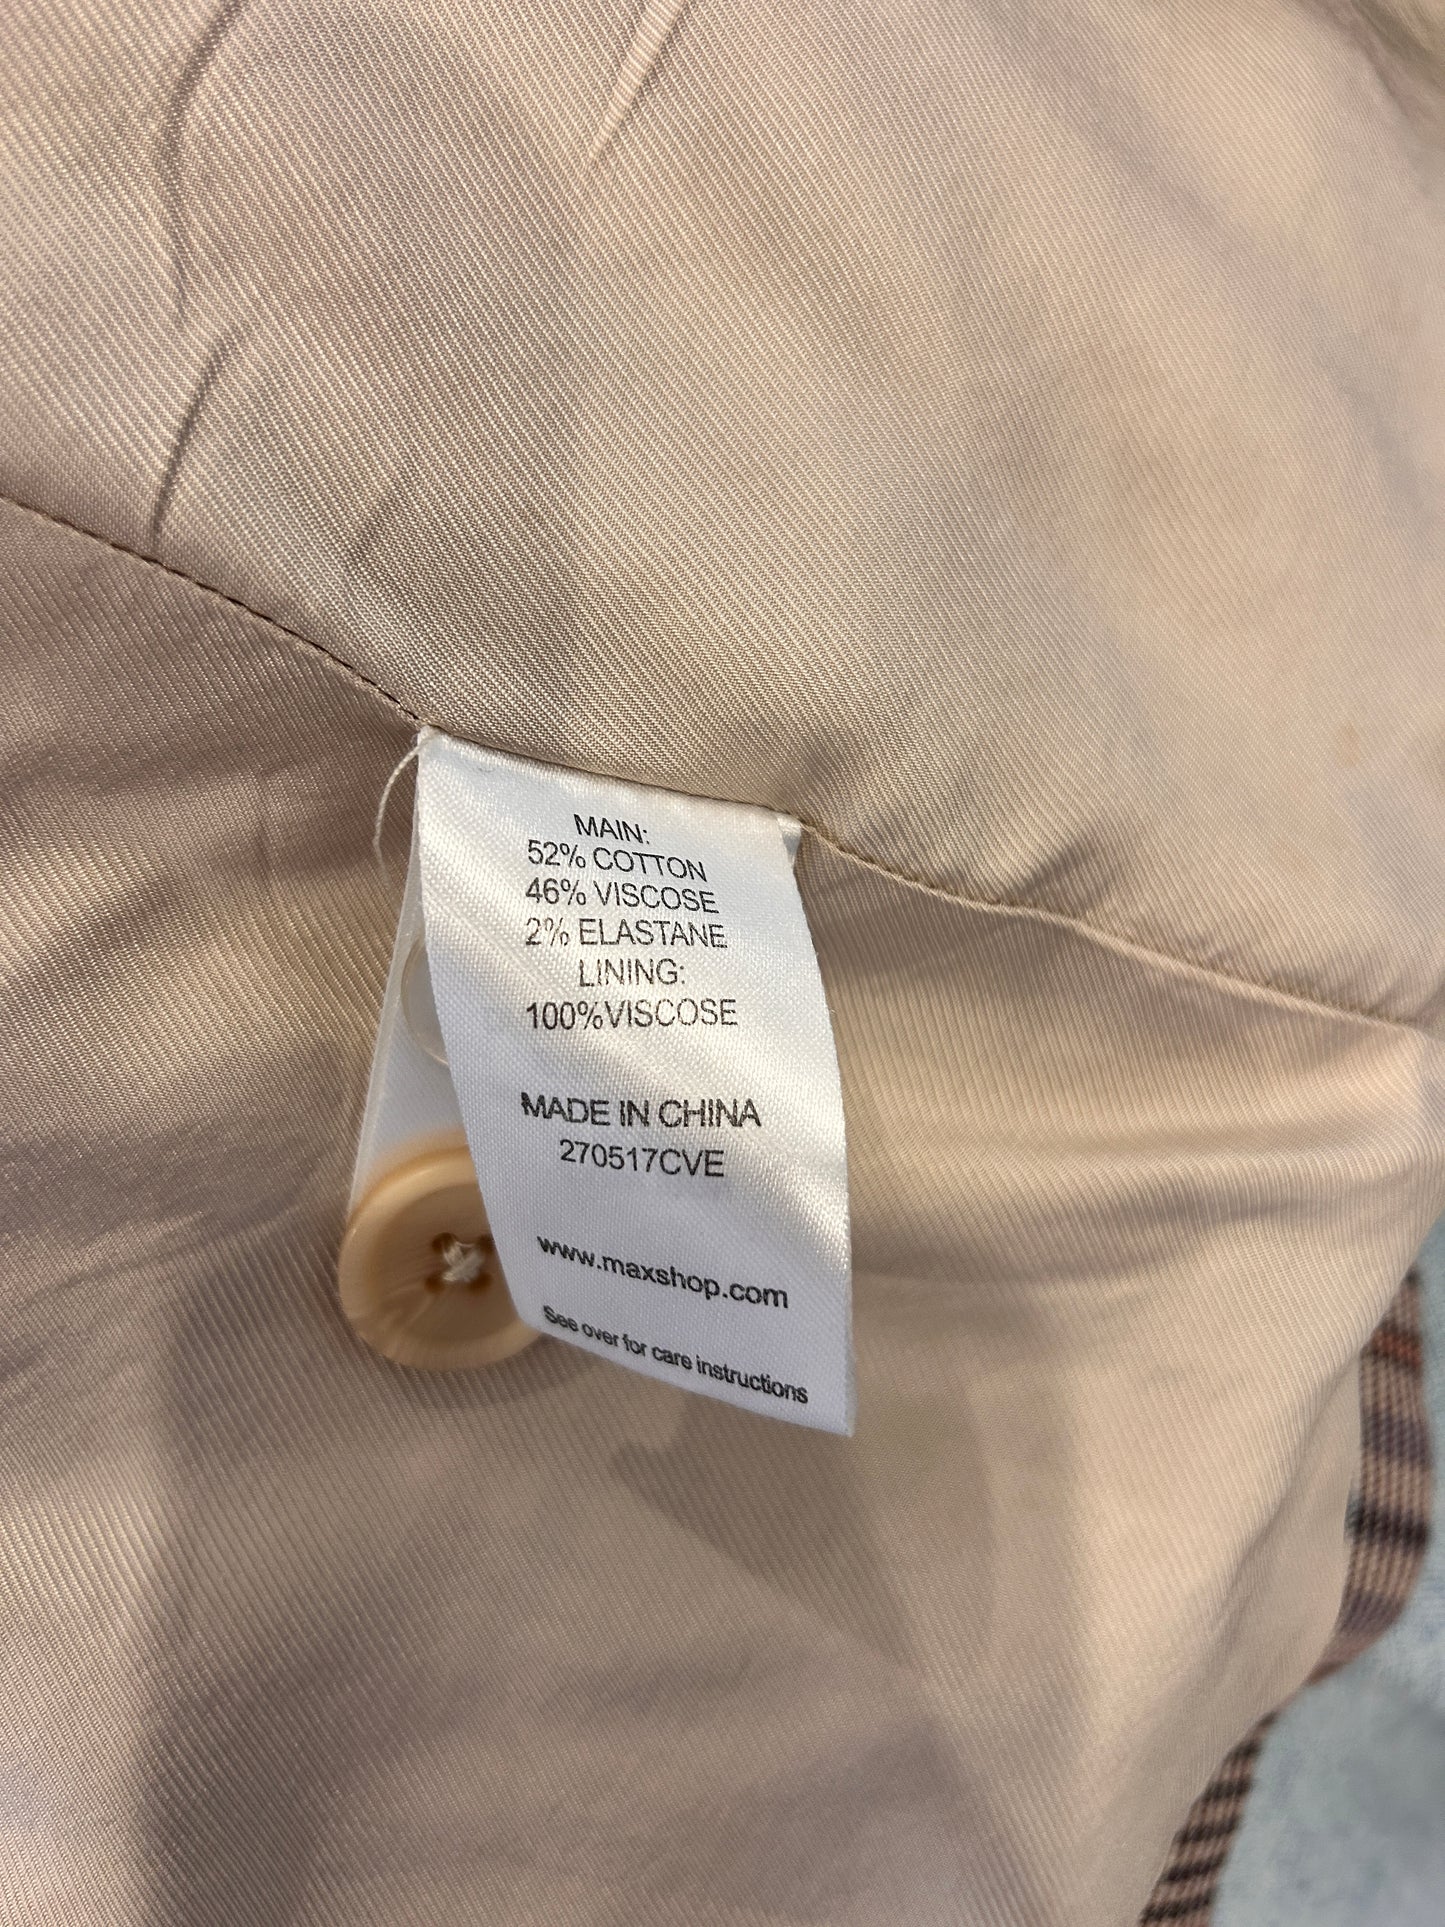 MAIN:
52% COTTON
46% VISCOSE
2% ELASTANE
LINING:
100%VISCOSE
MADE IN CHINA
270517CVE
www.maxshop.com
See over for care instructions